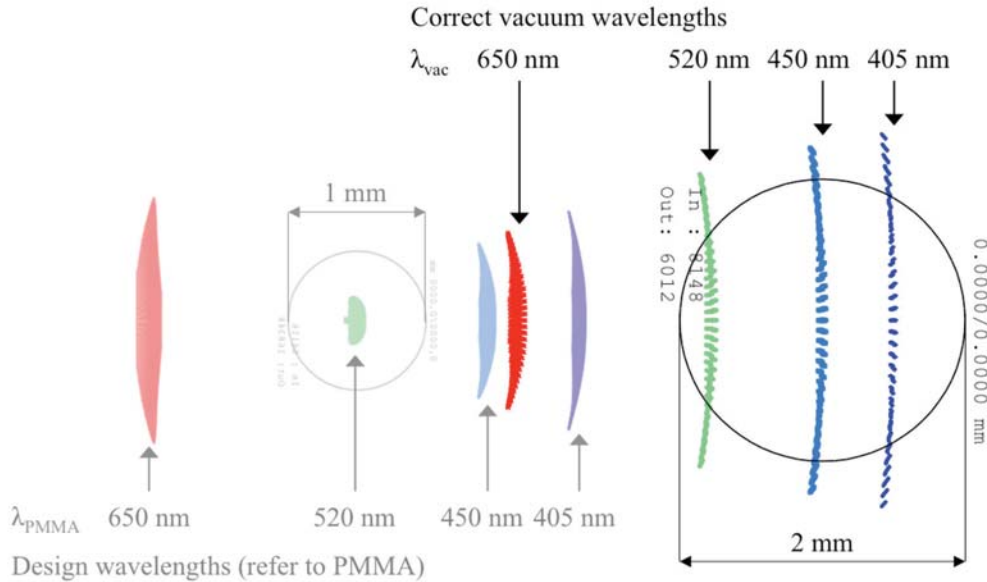 Correct vacuum wavelengths
λvac 650 nm 520 nm 450 nm 405 nm
1 mm
In : 8148
Out: 6012
0.0000/0.0000 mm
λPMMA 650 nm 520 nm 450 nm 405 nm
2 mm
Design wavelengths (refer to PMMA)